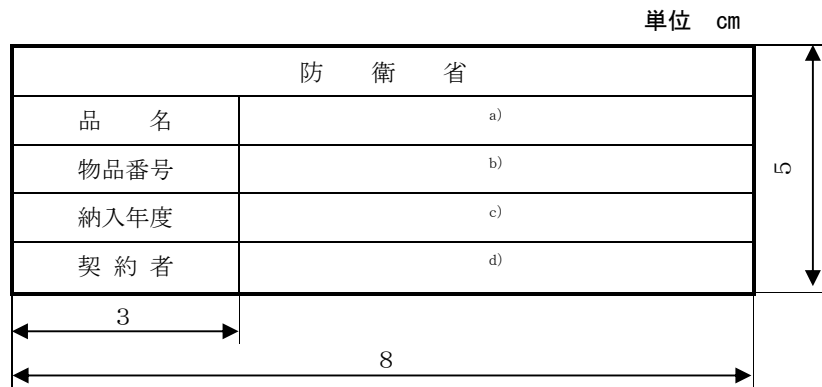 単位　cm
防　　衛　　省
品　　名　a)
物品番号　b)
納入年度　c)
契 約 者　d)
5
3
8